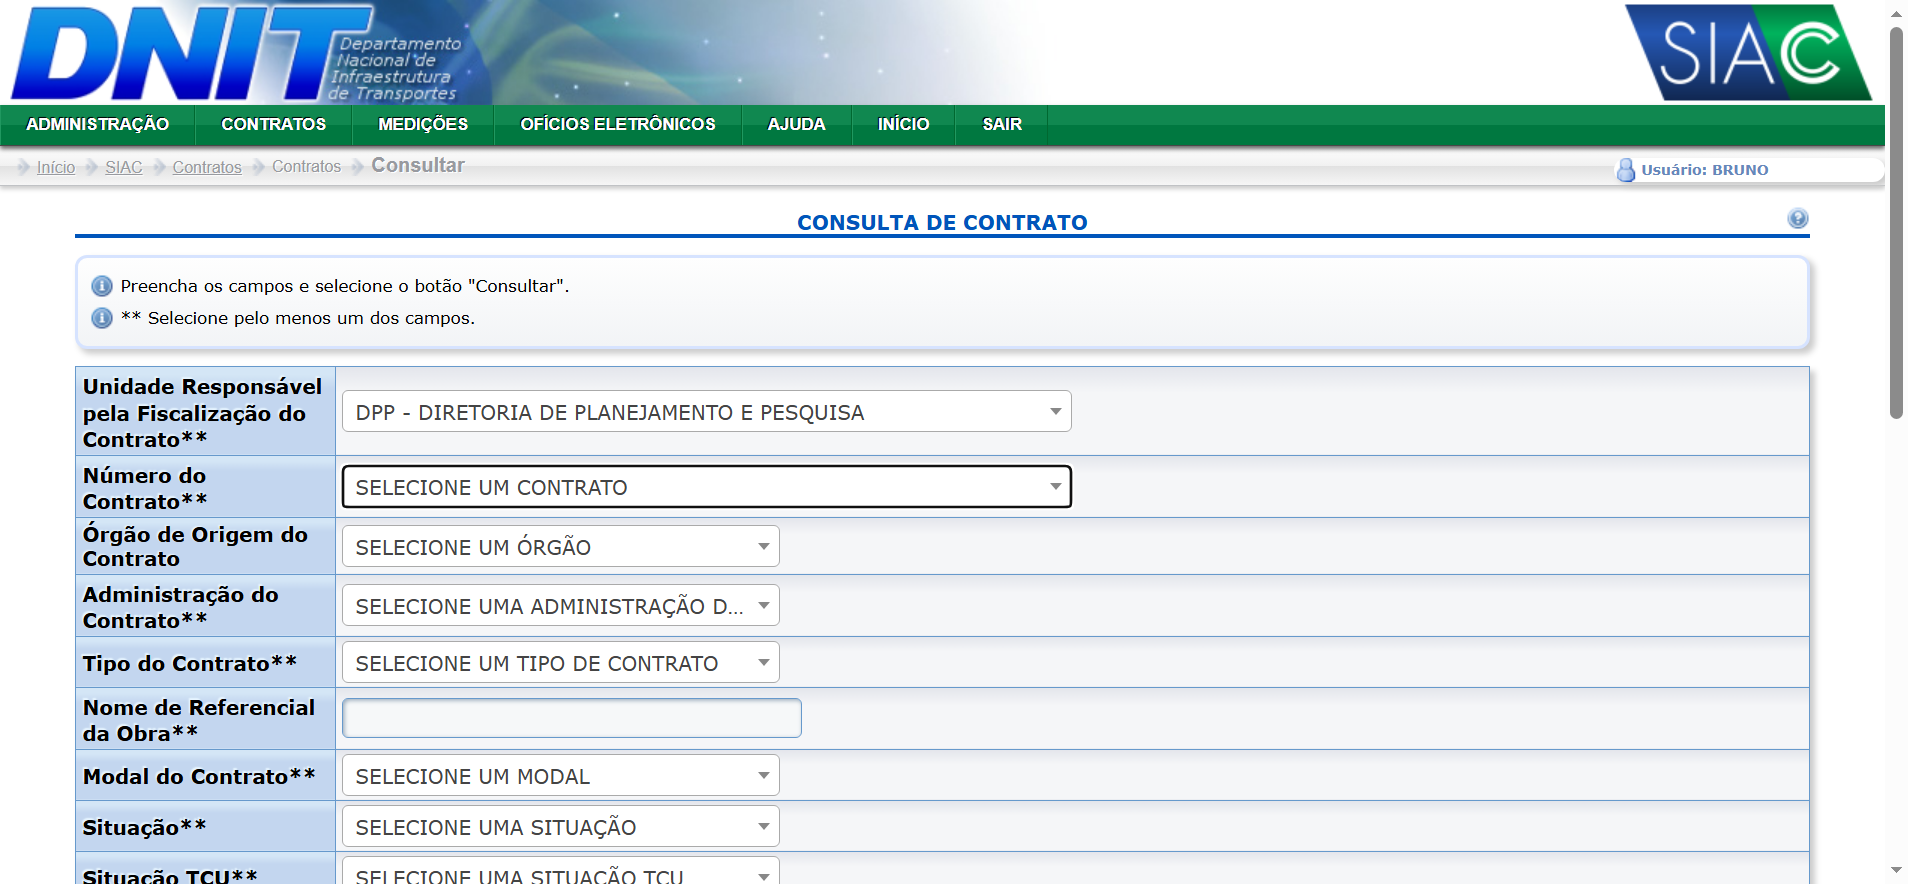 DNIT
Departamento
Nacional de
Infraestrutura
de Transportes
SIAC
ADMINISTRAÇÃO CONTRATOS MEDIÇÕES OFÍCIOS ELETRÔNICOS AJUDA INÍCIO SAIR
Início SIAC Contratos Contratos Consultar
Usuário: BRUNO
CONSULTA DE CONTRATO
Preencha os campos e selecione o botão "Consultar".
** Selecione pelo menos um dos campos.
Unidade Responsável
pela Fiscalização do
Contrato**
DPP - DIRETORIA DE PLANEJAMENTO E PESQUISA
Número do
Contrato**
SELECIONE UM CONTRATO
Órgão de Origem do
Contrato
SELECIONE UM ÓRGÃO
Administração do
Contrato**
SELECIONE UMA ADMINISTRAÇÃO D...
Tipo do Contrato**
SELECIONE UM TIPO DE CONTRATO
Nome de Referencial
da Obra**
Modal do Contrato**
SELECIONE UM MODAL
Situação**
SELECIONE UMA SITUAÇÃO
Situação TCU**
SELECIONE UMA SITUAÇÃO TCU